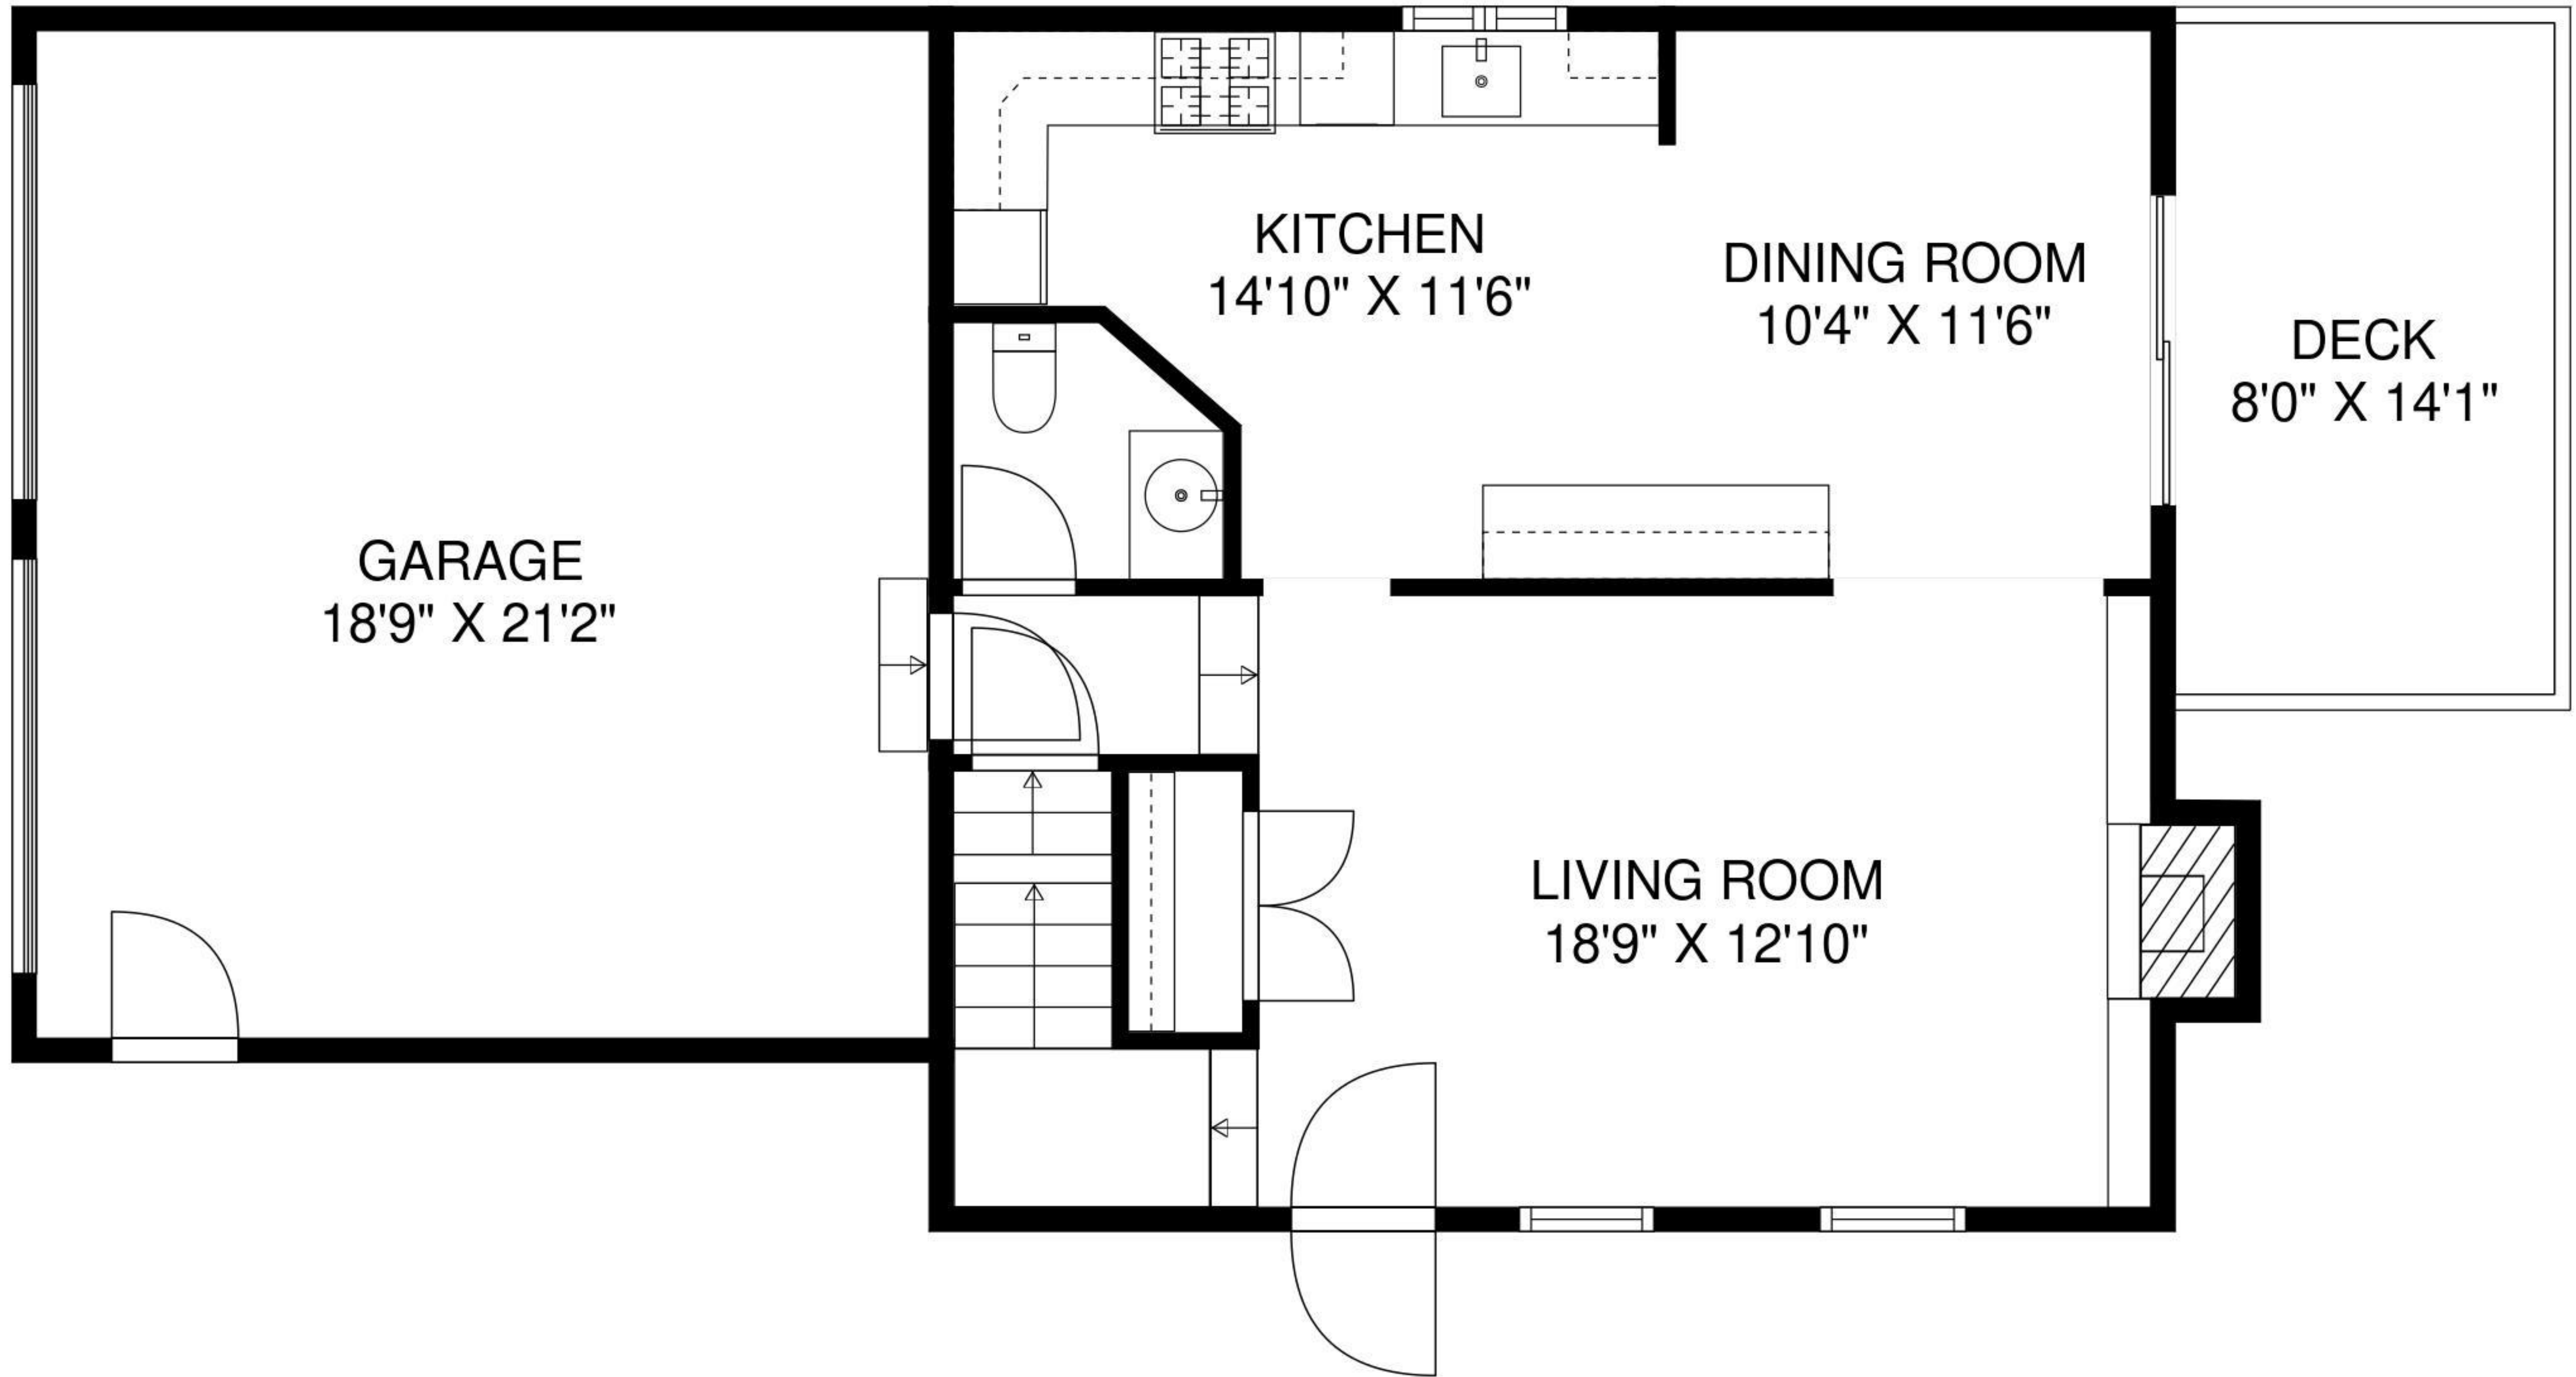 KITCHEN
14'10" X 11'6"
DINING ROOM
10'4" X 11'6"
DECK
8'0" X 14'1"
GARAGE
18'9" X 21'2"
LIVING ROOM
18'9" X 12'10"